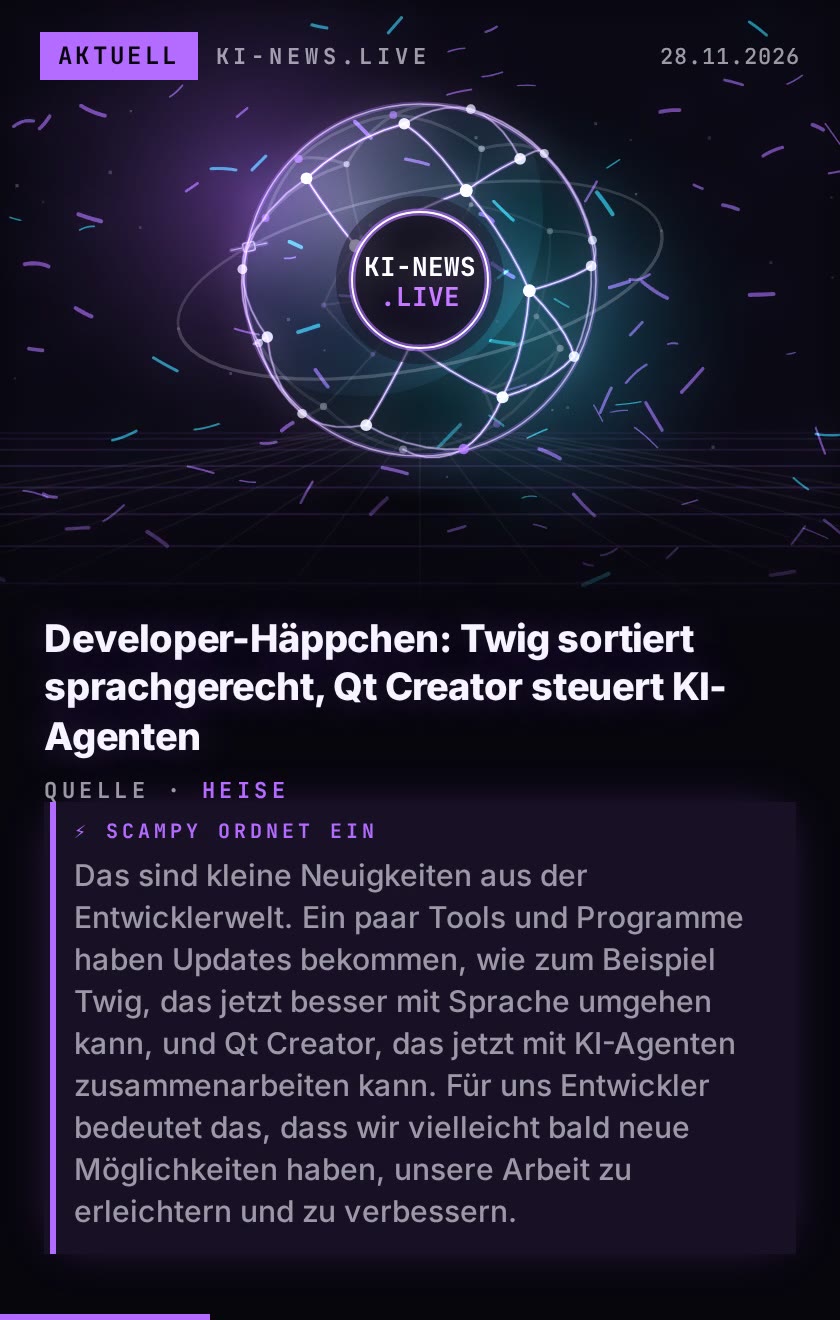 AKTUELL KI-NEWS.LIVE 28.11.2026
KI-NEWS
.LIVE
Developer-Häppchen: Twig sortiert
sprachgerecht, Qt Creator steuert KI-
Agenten
QUELLE · HEISE
⚡ SCAMPY ORDNET EIN
Das sind kleine Neuigkeiten aus der
Entwicklerwelt. Ein paar Tools und Programme
haben Updates bekommen, wie zum Beispiel
Twig, das jetzt besser mit Sprache umgehen
kann, und Qt Creator, das jetzt mit KI-Agenten
zusammenarbeiten kann. Für uns Entwickler
bedeutet das, dass wir vielleicht bald neue
Möglichkeiten haben, unsere Arbeit zu
erleichtern und zu verbessern.